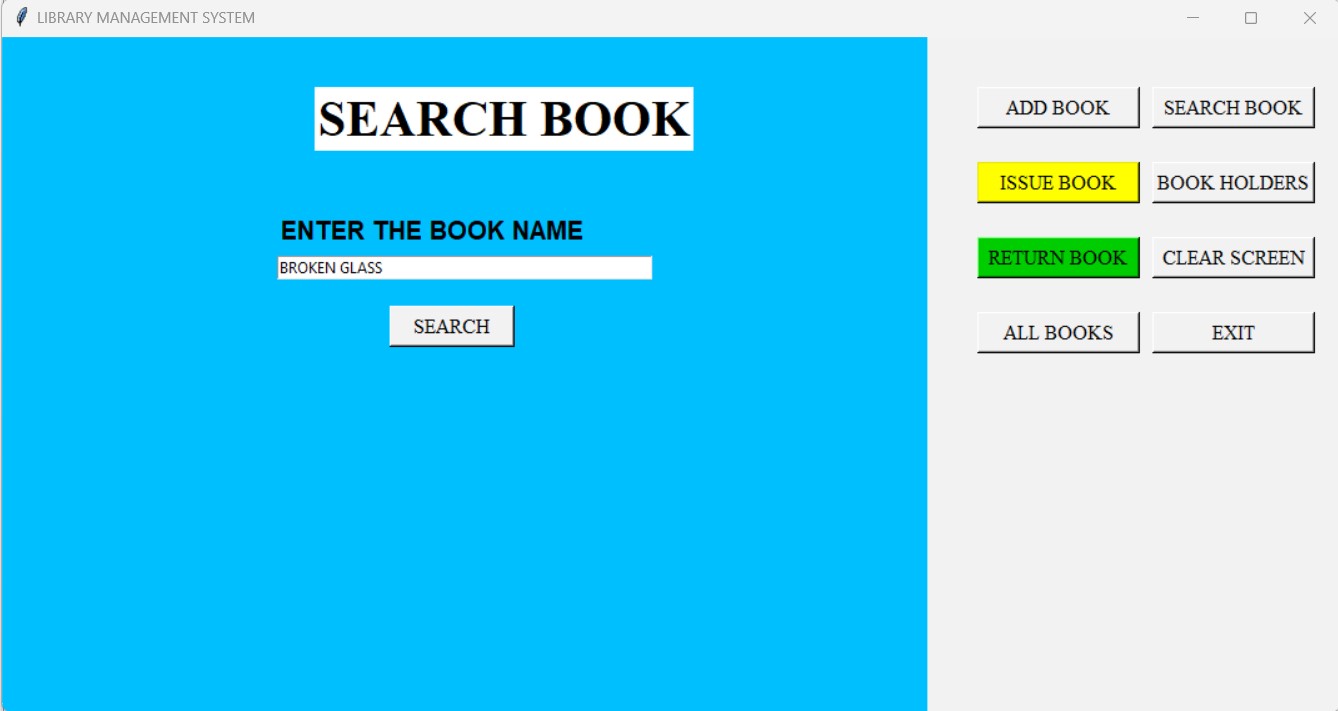 LIBRARY MANAGEMENT SYSTEM
SEARCH BOOK
ENTER THE BOOK NAME
BROKEN GLASS
SEARCH
ADD BOOK SEARCH BOOK
ISSUE BOOK BOOK HOLDERS
RETURN BOOK CLEAR SCREEN
ALL BOOKS EXIT